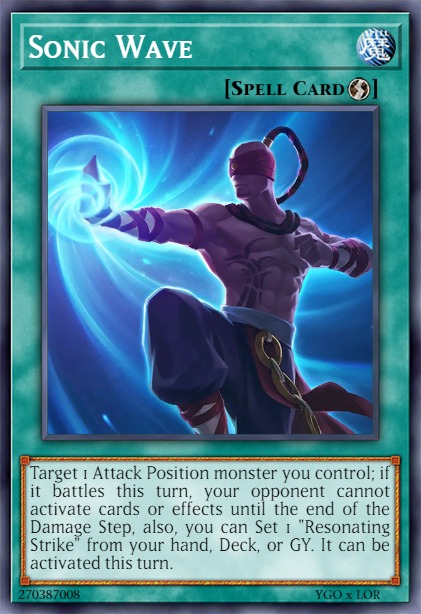 Sonic Wave
魔
[Spell Card]
Target 1 Attack Position monster you control; if
it battles this turn, your opponent cannot
activate cards or effects until the end of the
Damage Step, also, you can Set 1 "Resonating
Strike" from your hand, Deck, or GY. It can be
activated this turn.
270387008 YGO x LOR